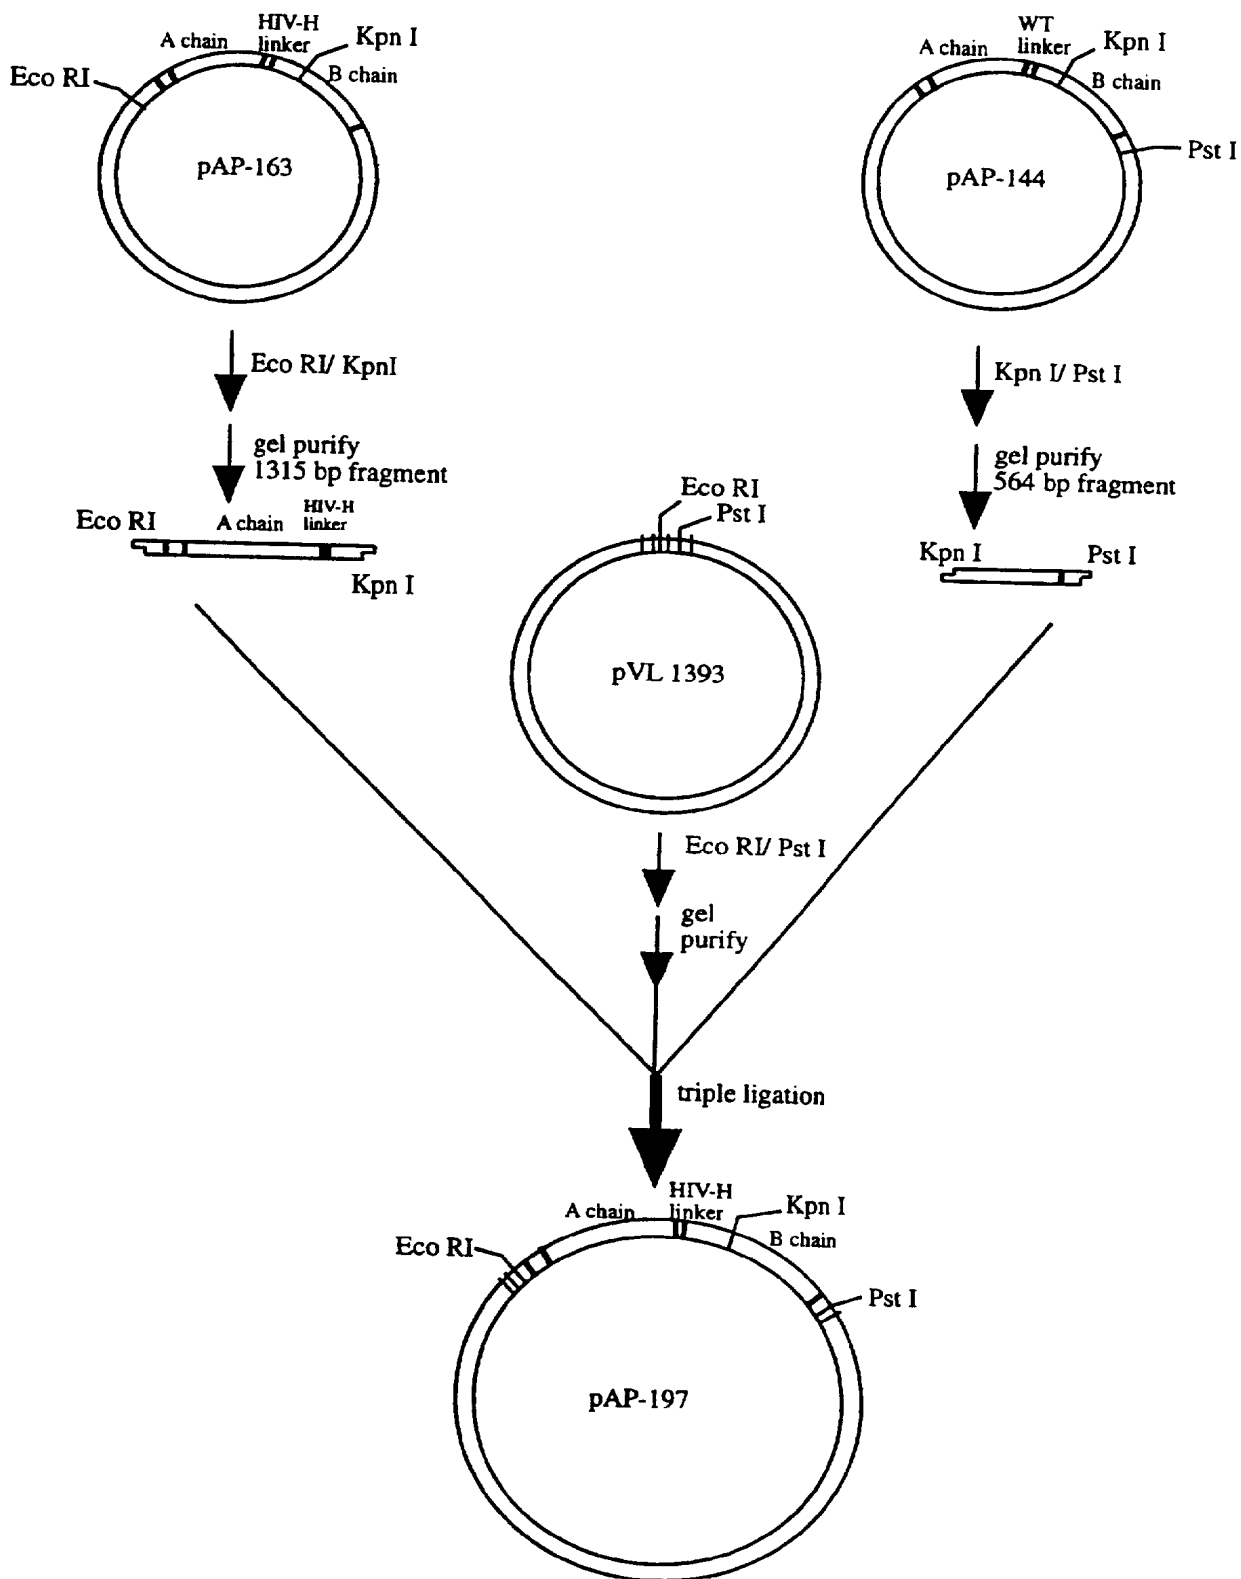 HIV-H
linker
A chain
Kpn I
B chain
Eco RI
pAP-163
WT
linker
A chain
Kpn I
B chain
Pst I
pAP-144
Eco RI/ KpnI
gel purify
1315 bp fragment
Kpn I/ Pst I
gel purify
564 bp fragment
Eco RI
A chain
HIV-H
linker
Kpn I
Eco RI
Pst I
pVL 1393
Kpn I
Pst I
Eco RI/ Pst I
gel
purify
triple ligation
HIV-H
linker
A chain
Kpn I
B chain
Eco RI
Pst I
pAP-197